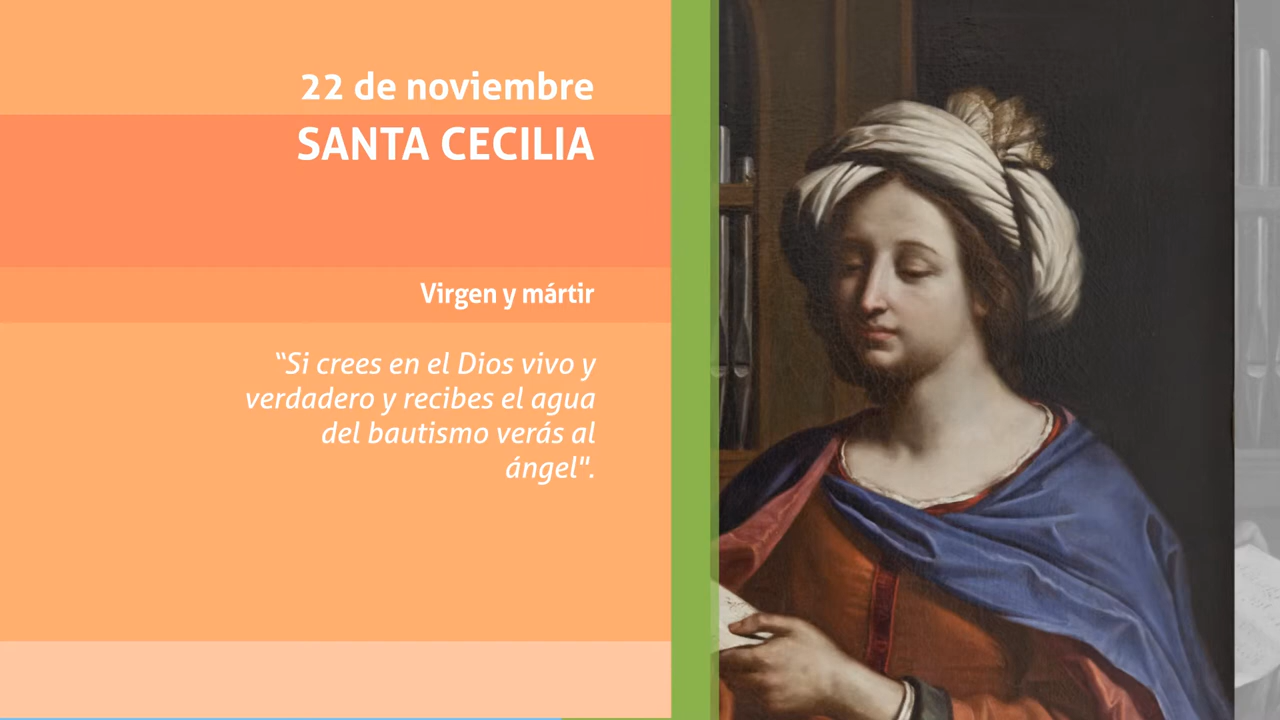 22 de noviembre
SANTA CECILIA
Virgen y mártir
“Si crees en el Dios vivo y
verdadero y recibes el agua
del bautismo verás al
ángel".